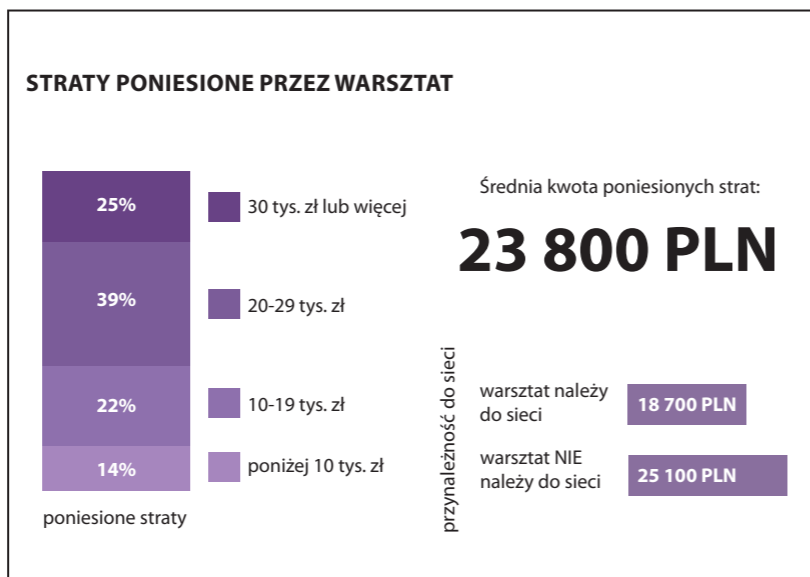 STRATY PONIESIONE PRZEZ WARSZTAT
25%
30 tys. zł lub więcej
39%
20-29 tys. zł
22%
10-19 tys. zł
14%
poniżej 10 tys. zł
poniesione straty
Średnia kwota poniesionych strat:
23 800 PLN
przynależność do sieci
warsztat należy
do sieci
18 700 PLN
warsztat NIE
należy do sieci
25 100 PLN